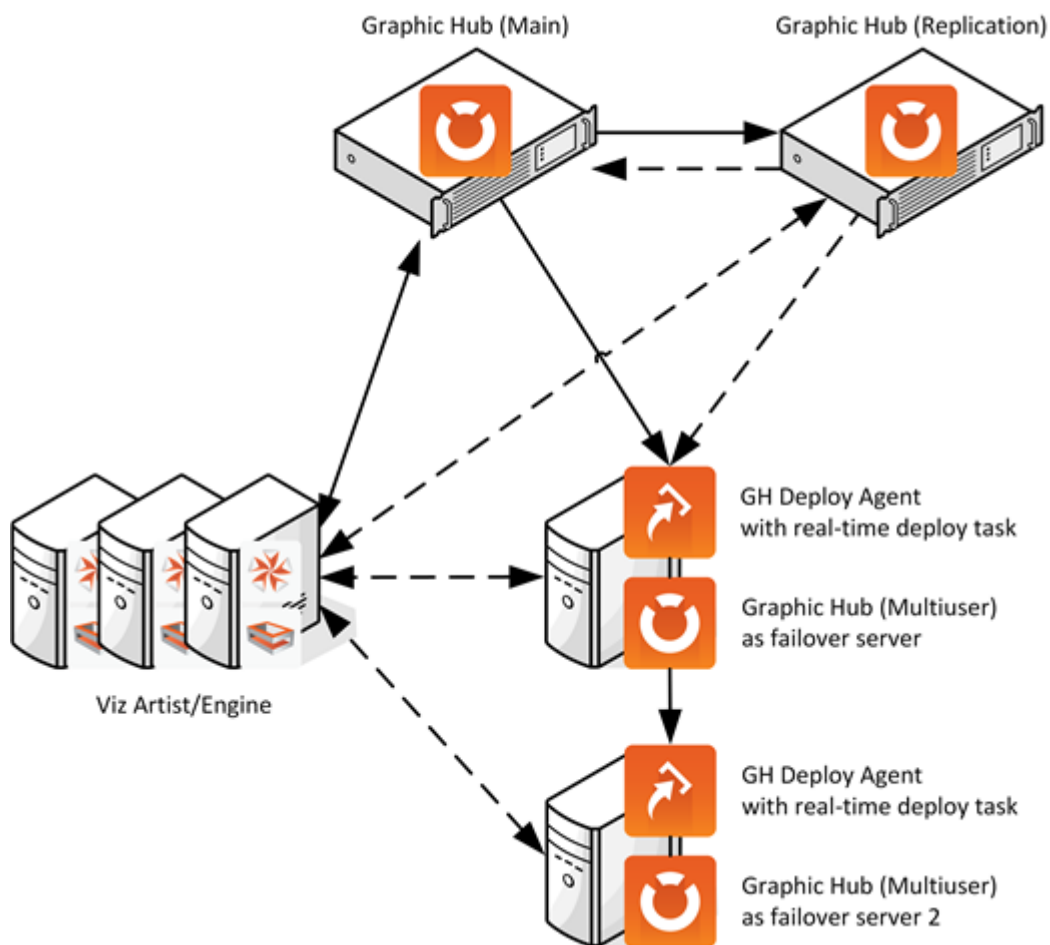 Graphic Hub (Main)
Graphic Hub (Replication)
GH Deploy Agent
with real-time deploy task
Graphic Hub (Multiuser)
as failover server
Viz Artist/Engine
GH Deploy Agent
with real-time deploy task
Graphic Hub (Multiuser)
as failover server 2